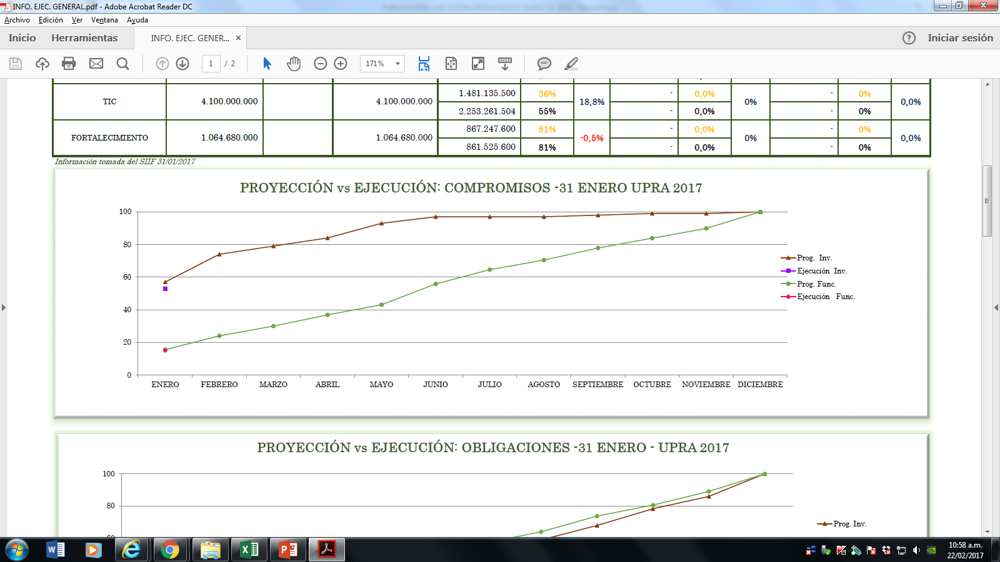 INFO. EJEC. GENERAL.pdf - Adobe Acrobat Reader DC
Archivo Edición Ver Ventana Ayuda
Inicio Herramientas INFO. EJEC. GENER... × ? Iniciar sesión
1 / 2 171%
TIC 4.100.000.000 4.100.000.000 1.481.135.500 36% 18,8% - 0,0% 0% - 0% 0,0%
2.253.261.504 55% - 0,0% - 0%
FORTALECIMIENTO 1.064.680.000 1.064.680.000 867.247.600 81% -0,5% - 0,0% 0% - 0% 0,0%
861.525.600 81% - 0,0% - 0%
Información tomada del SIIF 31/01/2017
PROYECCIÓN vs EJECUCIÓN: COMPROMISOS -31 ENERO UPRA 2017
100
80
60
40
20
0
ENERO FEBRERO MARZO ABRIL MAYO JUNIO JULIO AGOSTO SEPTIEMBRE OCTUBRE NOVIEMBRE DICIEMBRE
Prog. Inv.
Ejecución Inv.
Prog. Func.
Ejecución Func.
PROYECCIÓN vs EJECUCIÓN: OBLIGACIONES -31 ENERO - UPRA 2017
100
80
60
Prog. Inv.
10:58 a.m.
22/02/2017